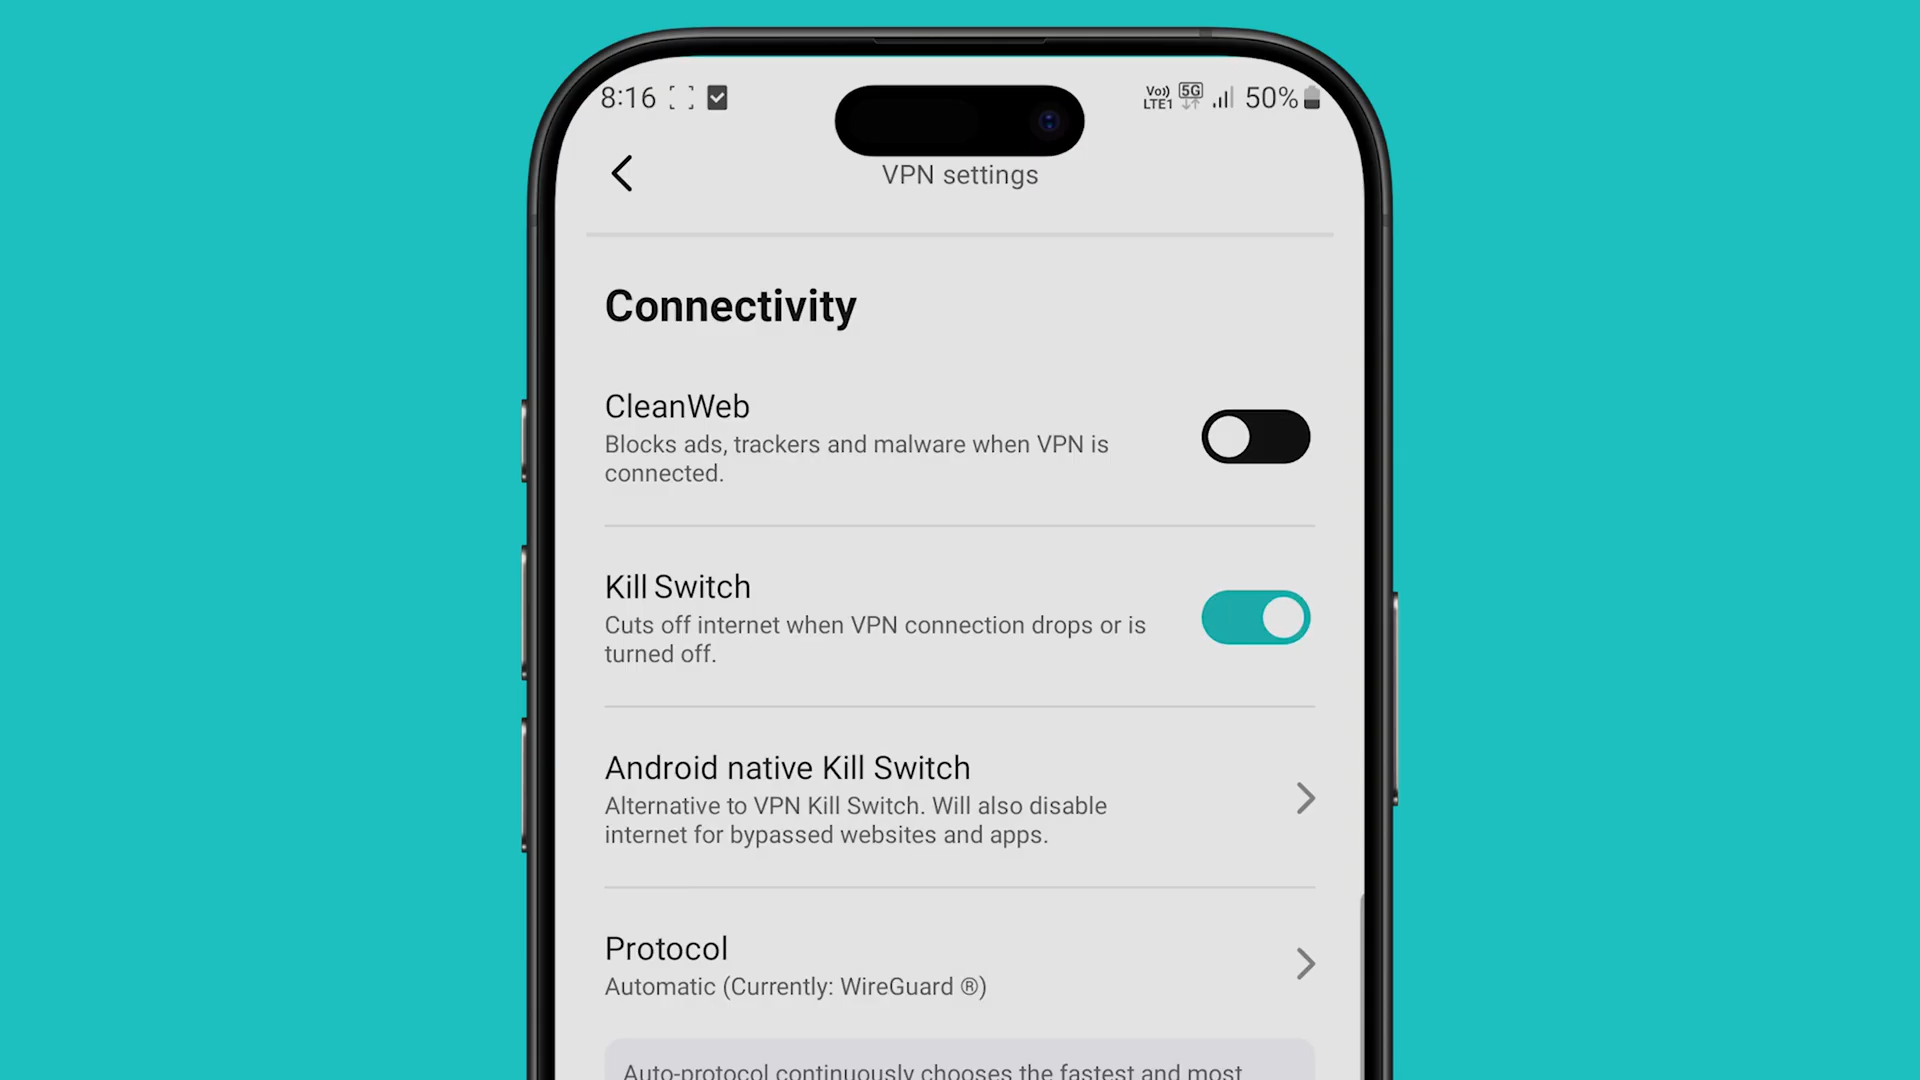 8:16
Vo)) 5G 50%
LTE1
VPN settings
Connectivity
CleanWeb
Blocks ads, trackers and malware when VPN is
connected.
Kill Switch
Cuts off internet when VPN connection drops or is
turned off.
Android native Kill Switch
Alternative to VPN Kill Switch. Will also disable
internet for bypassed websites and apps.
Protocol
Automatic (Currently: WireGuard ®)
Auto-protocol continuously chooses the fastest and most